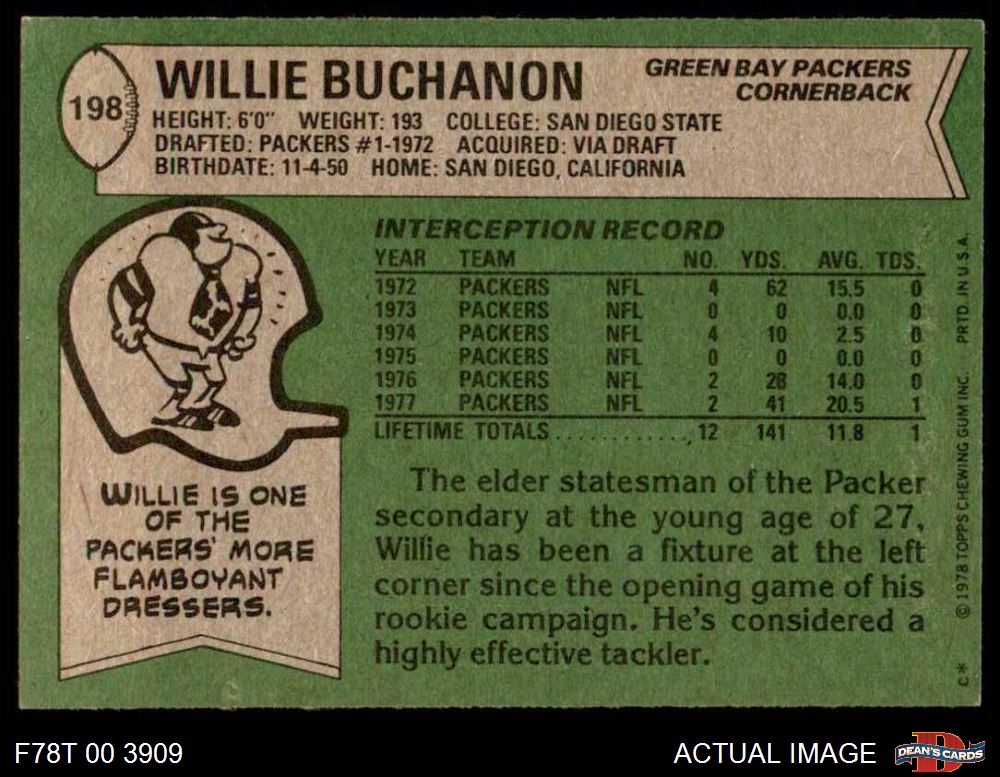 198
WILLIE BUCHANON
GREEN BAY PACKERS
CORNERBACK
HEIGHT: 6'0" WEIGHT: 193 COLLEGE: SAN DIEGO STATE
DRAFTED: PACKERS #1-1972 ACQUIRED: VIA DRAFT
BIRTHDATE: 11-4-50 HOME: SAN DIEGO, CALIFORNIA
INTERCEPTION RECORD
YEAR TEAM NO. YDS. AVG. TDS.
1972 PACKERS NFL 4 62 15.5 0
1973 PACKERS NFL 0 0 0.0 0
1974 PACKERS NFL 4 10 2.5 0
1975 PACKERS NFL 0 0 0.0 0
1976 PACKERS NFL 2 28 14.0 0
1977 PACKERS NFL 2 41 20.5 1
LIFETIME TOTALS............,12 141 11.8 1
WILLIE IS ONE
OF THE
PACKERS' MORE
FLAMBOYANT
DRESSERS.
The elder statesman of the Packer
secondary at the young age of 27,
Willie has been a fixture at the left
corner since the opening game of his
rookie campaign. He's considered a
highly effective tackler.
C* © 1978 TOPPS CHEWING GUM INC. PRTD. IN U.S.A.
F78T 00 3909
ACTUAL IMAGE
D
DEAN'S CARDS